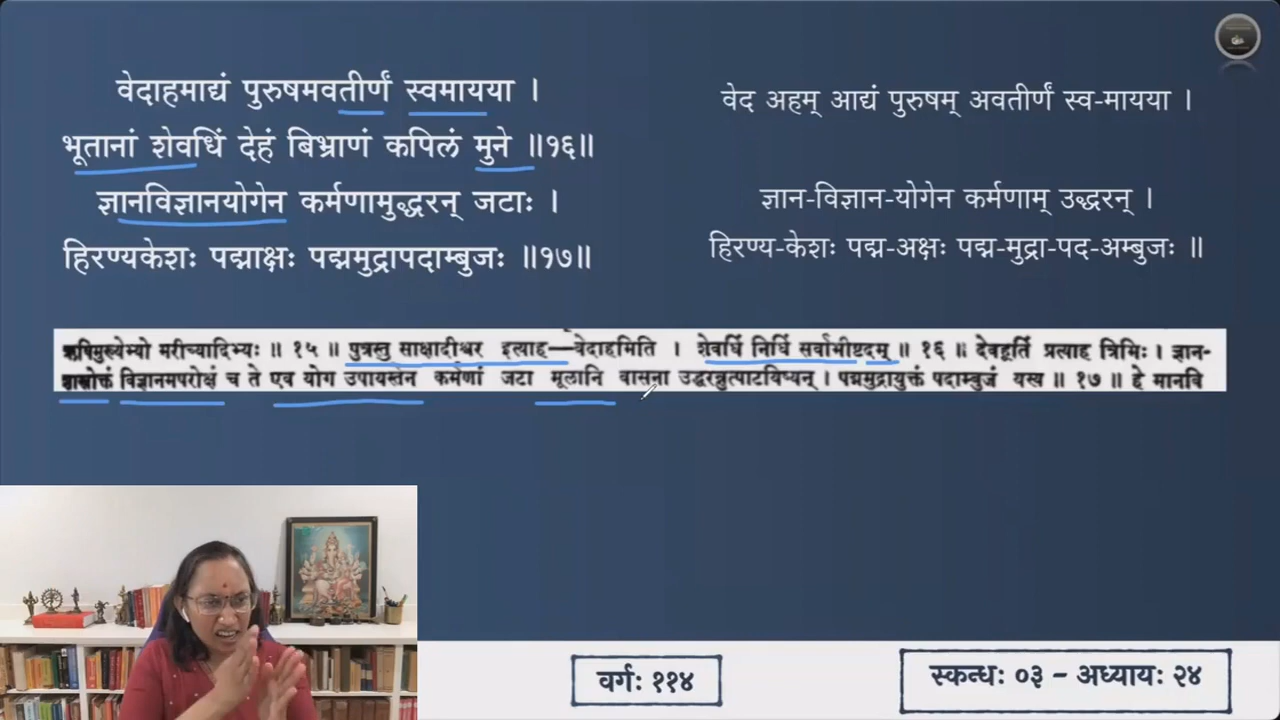 वेदाहमाद्यं पुरुषमवतीर्णं स्वमायया ।
भूतानां शेवधिं देहं बिभ्राणं कपिलं मुने ॥१६॥
ज्ञानविज्ञानयोगेन कर्मणामुद्धरन् जटाः ।
हिरण्यकेशः पद्माक्षः पद्ममुद्रापदाम्बुजः ॥१७॥
वेद अहम् आद्यं पुरुषम् अवतीर्णं स्व-मायया ।
ज्ञान-विज्ञान-योगेन कर्मणाम् उद्धरन् ।
हिरण्य-केशः पद्म-अक्षः पद्म-मुद्रा-पद-अम्बुजः ॥
ऋषिमुख्येभ्यो मरीच्यादिभ्यः ॥ १५ ॥ पुत्रस्तु साक्षादीश्वर इत्याह—वेदाहमिति । शेवधिं निधिं सर्वाभीष्टदम् ॥ १६ ॥ देवहूतिं प्रत्याह त्रिभिः । ज्ञान-
शास्त्रोक्तं विज्ञानमपरोक्षं च ते एव योग उपायस्तेन कर्मणां जटा मूलानि वासना उद्धरन्नुत्पाटयिष्यन् । पद्ममुद्रायुक्तं पदाम्बुजं यस्य ॥ १७ ॥ हे मानवि
वर्गः ११४
स्कन्धः ०३ – अध्यायः २४